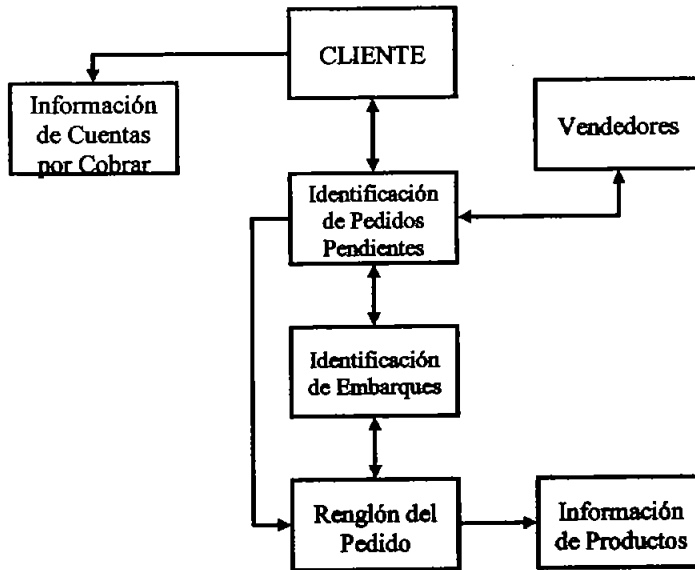 CLIENTE
Información
de Cuentas
por Cobrar
Vendedores
Identificación
de Pedidos
Pendientes
Identificación
de Embarques
Renglón del
Pedido
Información
de Productos